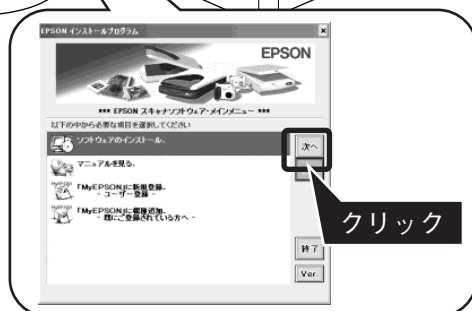 EPSON インストールプログラム
EPSON
*** EPSON スキャナソフトウェア・メインメニュー ***
以下の中から必要な項目を選択してください
ソフトウェアのインストール。
次へ
マニュアルを見る。
「MyEPSON」に新規登録。
- ユーザー登録 -
クリック
「MyEPSON」に機種追加。
- 既にご登録されている方へ -
終了
Ver.